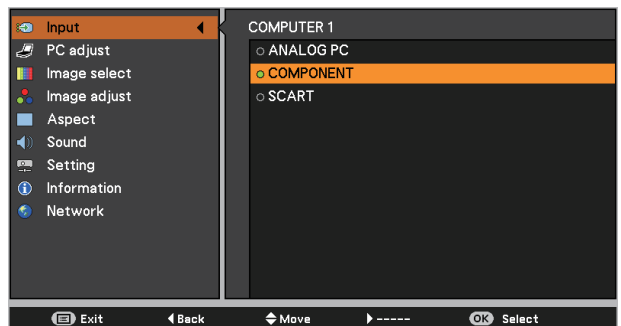 Input
PC adjust
Image select
Image adjust
Aspect
Sound
Setting
Information
Network
COMPUTER 1
ANALOG PC
COMPONENT
SCART
Exit Back Move ----- OK Select